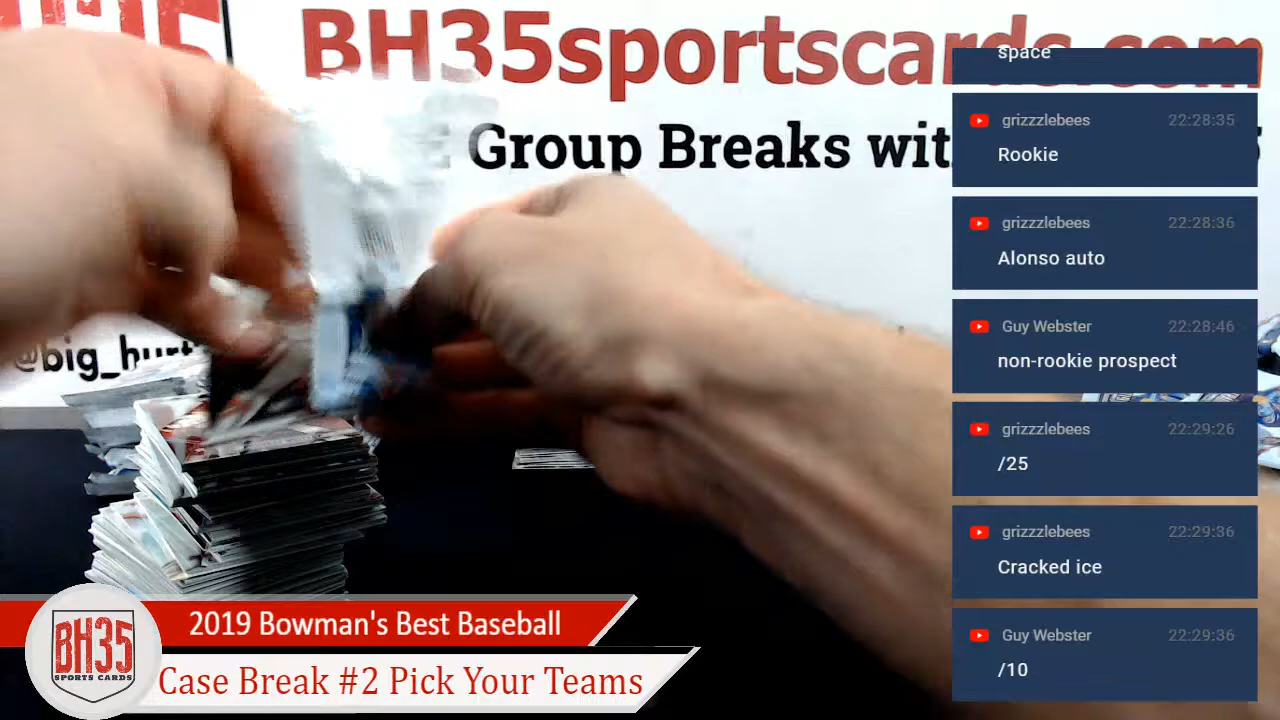 BH35
BH35sportscards.com
Group Breaks with
@big_hurt
space
grizzzlebees 22:28:35
Rookie
grizzzlebees 22:28:36
Alonso auto
Guy Webster 22:28:46
non-rookie prospect
grizzzlebees 22:29:26
/25
grizzzlebees 22:29:36
Cracked ice
Guy Webster 22:29:36
/10
2019 Bowman's Best Baseball
Case Break #2 Pick Your Teams
BH35
SPORTS CARDS